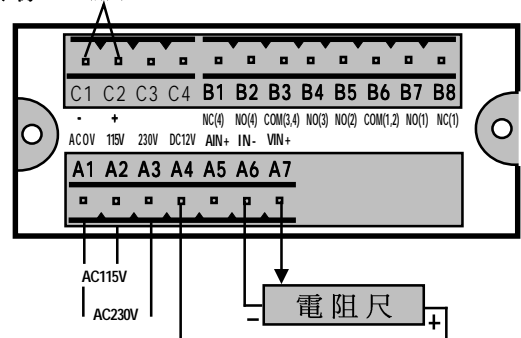 C1 C2 C3 C4 B1 B2 B3 B4 B5 B6 B7 B8
- + NC(4) NO(4) COM(3,4) NO(3) NO(2) COM(1,2) NO(1) NC(1)
AC0V 115V 230V DC12V AIN+ IN- VIN+
A1 A2 A3 A4 A5 A6 A7
AC115V
AC230V
電阻尺
- +